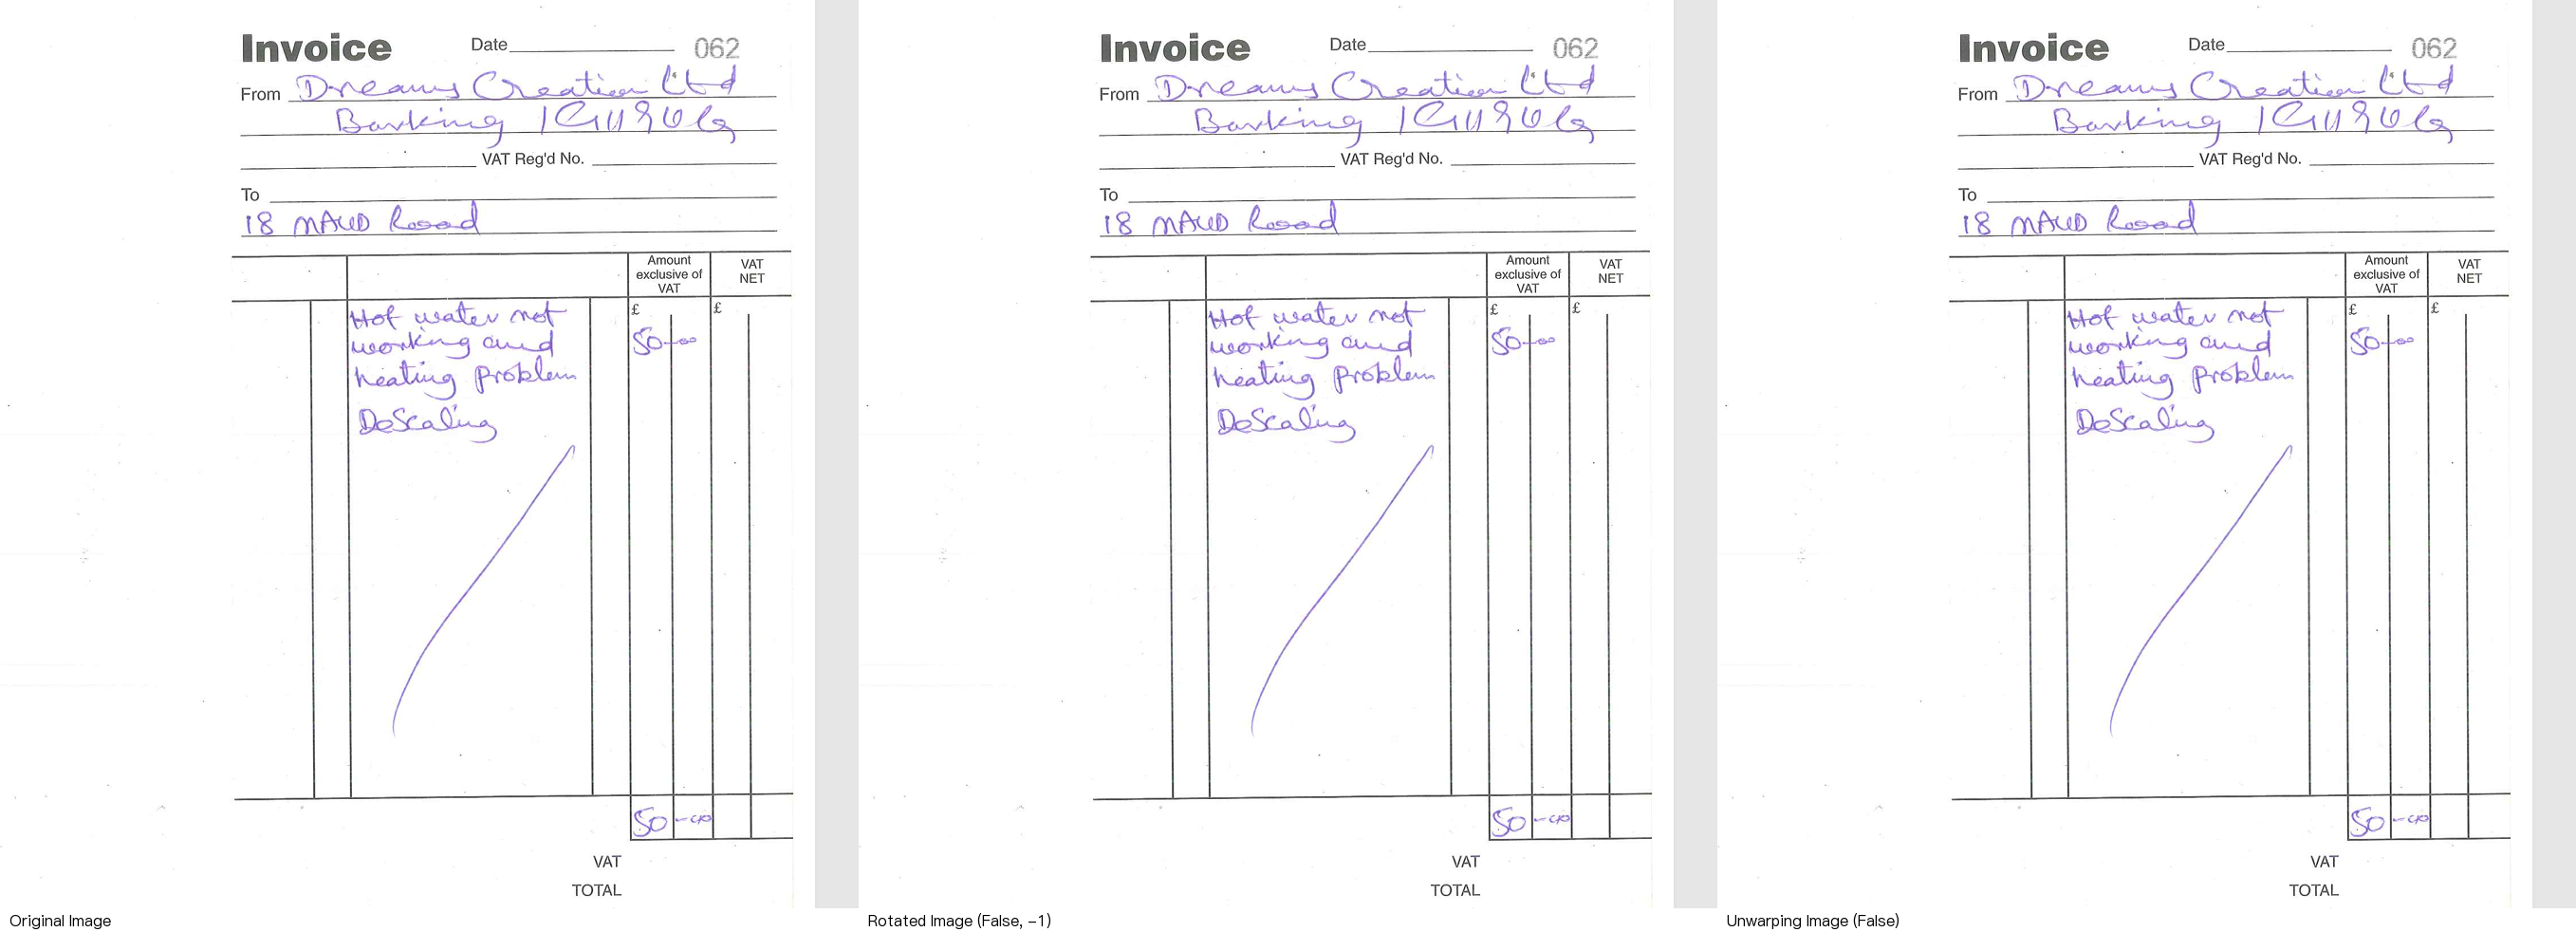 Invoice Date 062
From Dreams Creation Ltd
Barking IG11
VAT Reg'd No.
To
18 MAUD Road
Amount exclusive of VAT
VAT NET
£ £
Hot water not
working and
heating problem
DeScaling
50-00
50-00
VAT
TOTAL
Invoice Date 062
From Dreams Creation Ltd
Barking IG11
VAT Reg'd No.
To
18 MAUD Road
Amount exclusive of VAT
VAT NET
£ £
Hot water not
working and
heating problem
DeScaling
50-00
50-00
VAT
TOTAL
Invoice Date 062
From Dreams Creation Ltd
Barking IG11
VAT Reg'd No.
To
18 MAUD Road
Amount exclusive of VAT
VAT NET
£ £
Hot water not
working and
heating problem
DeScaling
50-00
50-00
VAT
TOTAL
Original Image
Rotated Image (False, -1)
Unwarping Image (False)